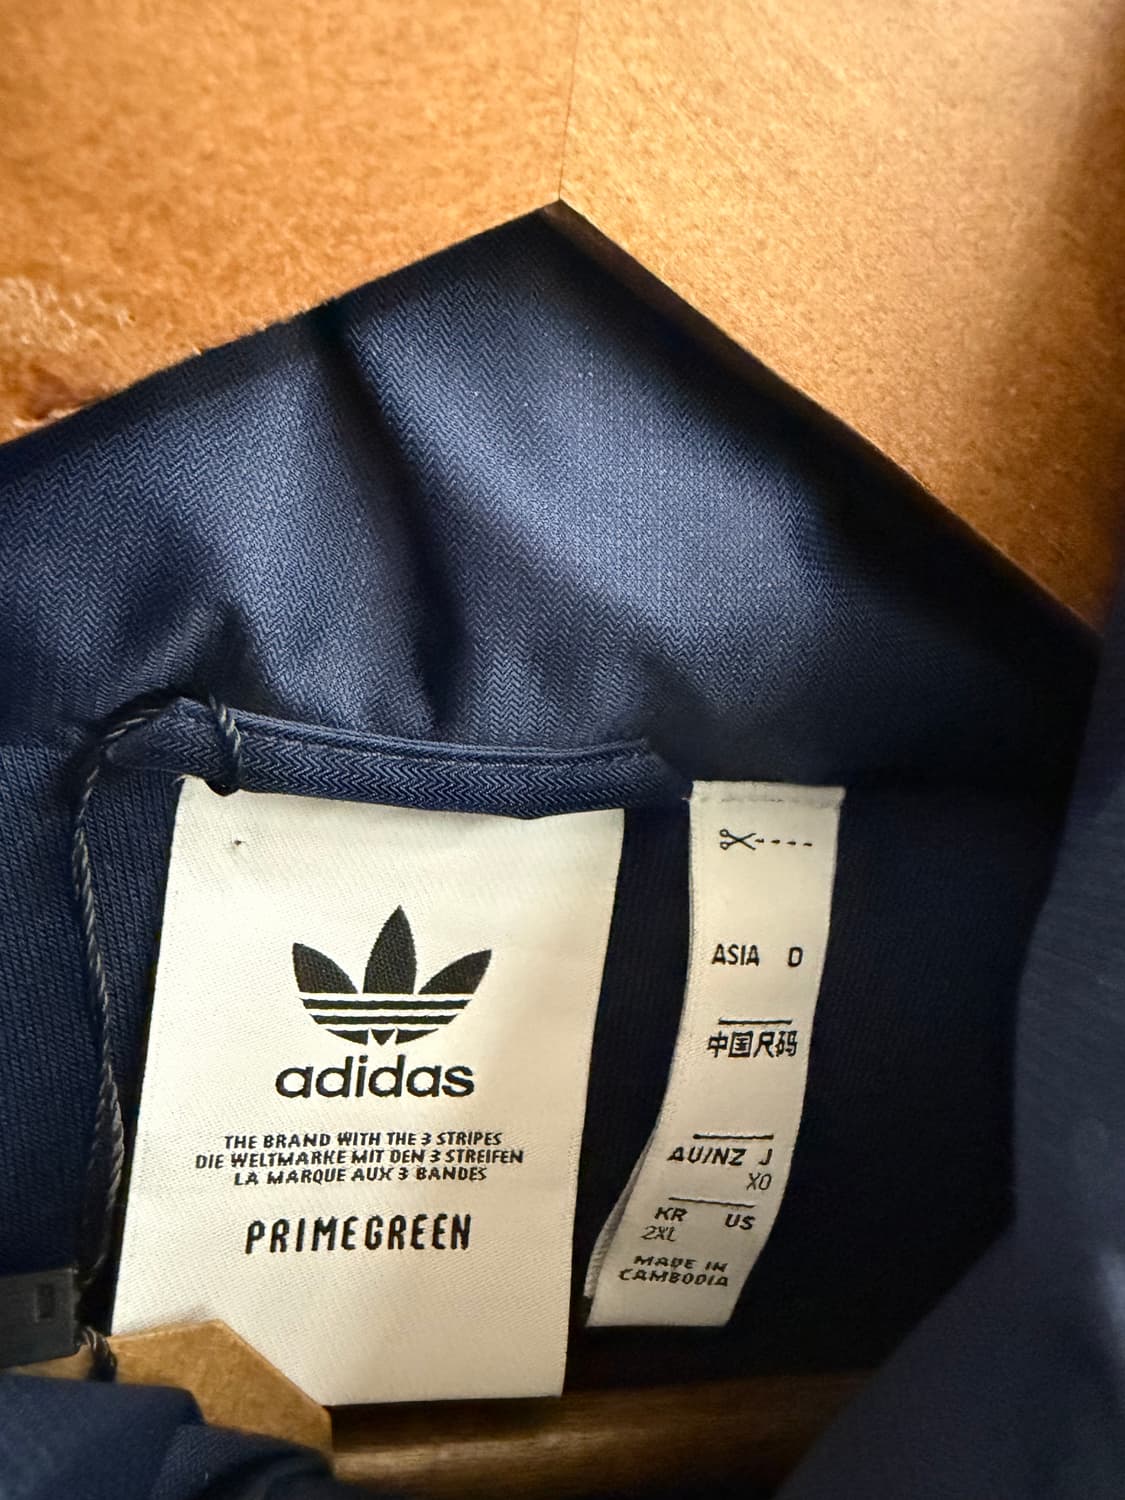 adidas
THE BRAND WITH THE 3 STRIPES
DIE WELTMARKE MIT DEN 3 STREIFEN
LA MARQUE AUX 3 BANDES
PRIMEGREEN
ASIA D
中国尺码
AU/NZ J
XO
KR US
2XL
MADE IN
CAMBODIA